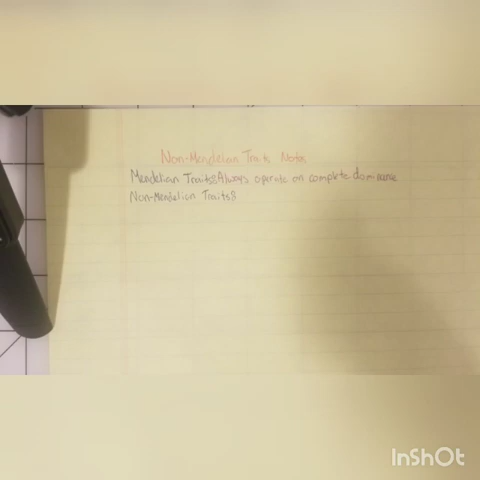 Non-Mendelian Traits Notes
Mendelian Traits: Always operate on complete dominance
Non-Mendelian Traits:
InShOt